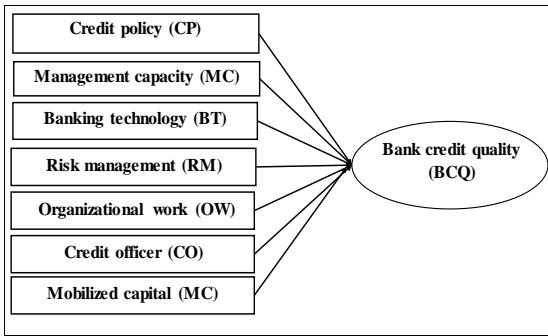 Credit policy (CP)
Management capacity (MC)
Banking technology (BT)
Risk management (RM)
Organizational work (OW)
Credit officer (CO)
Mobilized capital (MC)
Bank credit quality
(BCQ)